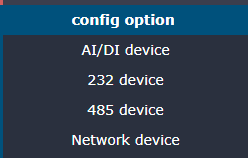 config option
AI/DI device
232 device
485 device
Network device